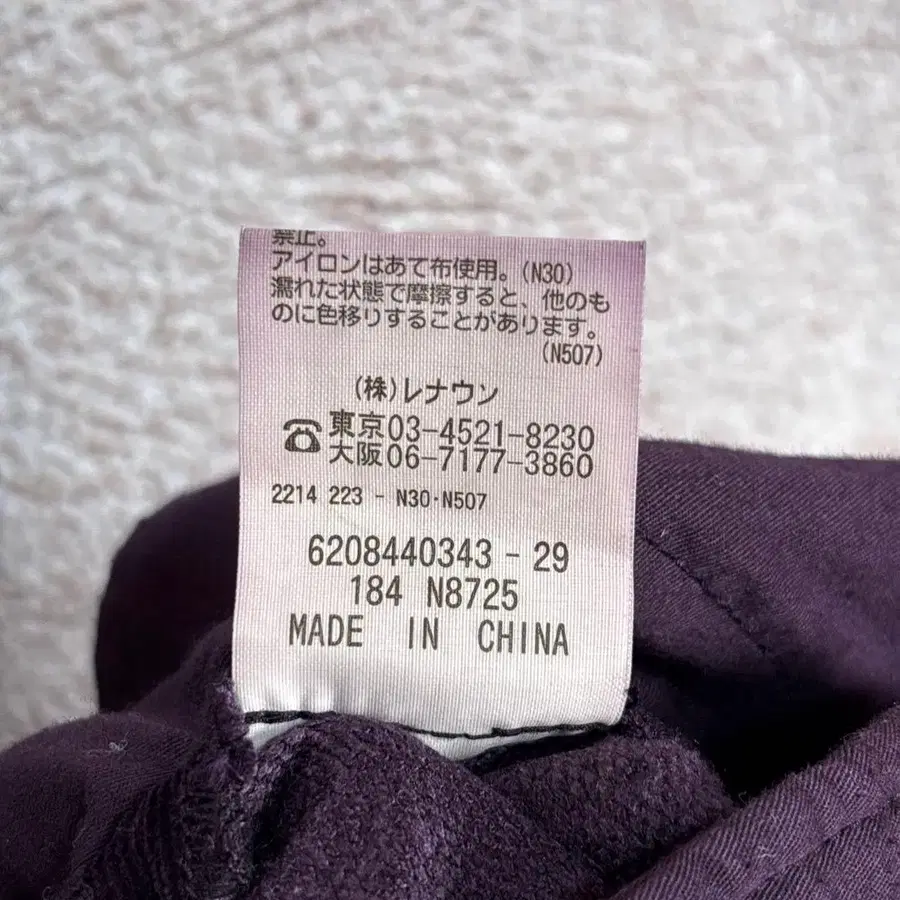 禁止。
アイロンはあて布使用。(N30)
濡れた状態で摩擦すると、他のも
のに色移りすることがあります。
(N507)
(株)レナウン
東京03-4521-8230
大阪06-7177-3860
2214 223 - N30・N507
6208440343 - 29
184 N8725
MADE IN CHINA